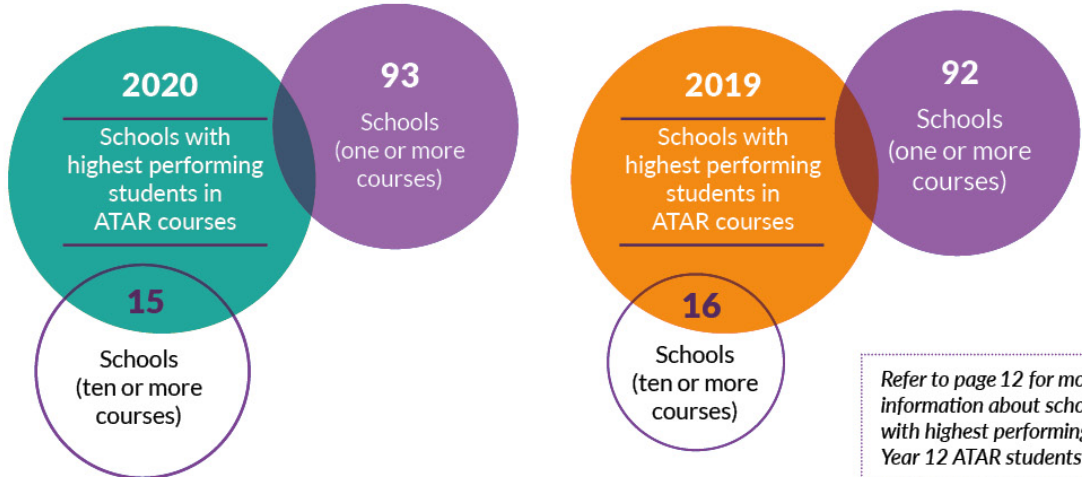 2020
Schools with
highest performing
students in
ATAR courses
93
Schools
(one or more
courses)
15
Schools
(ten or more
courses)
2019
Schools with
highest performing
students in
ATAR courses
92
Schools
(one or more
courses)
16
Schools
(ten or more
courses)
Refer to page 12 for
information about
with highest performing
Year 12 ATAR students